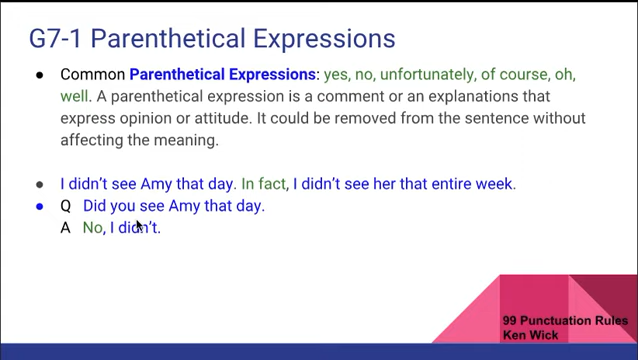 G7-1 Parenthetical Expressions
● Common Parenthetical Expressions: yes, no, unfortunately, of course, oh,
well. A parenthetical expression is a comment or an explanations that
express opinion or attitude. It could be removed from the sentence without
affecting the meaning.
● I didn't see Amy that day. In fact, I didn't see her that entire week.
● Q Did you see Amy that day.
A No, I didn't.
99 Punctuation Rules
Ken Wick